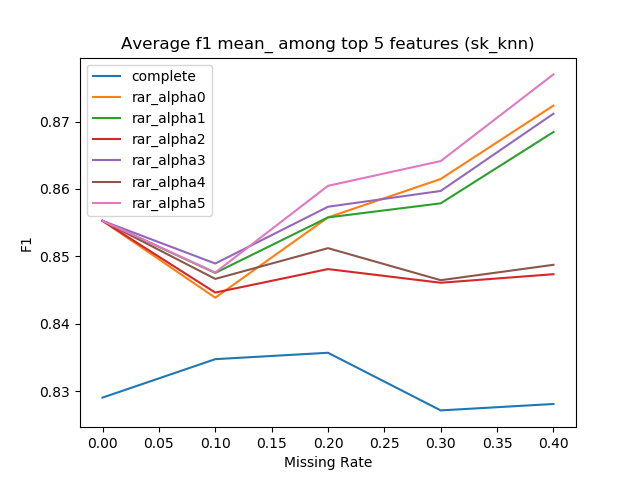 Average f1 mean_ among top 5 features (sk_knn)
complete
rar_alpha0
rar_alpha1
rar_alpha2
rar_alpha3
rar_alpha4
rar_alpha5
0.87
0.86
0.85
0.84
0.83
F1
0.00 0.05 0.10 0.15 0.20 0.25 0.30 0.35 0.40
Missing Rate